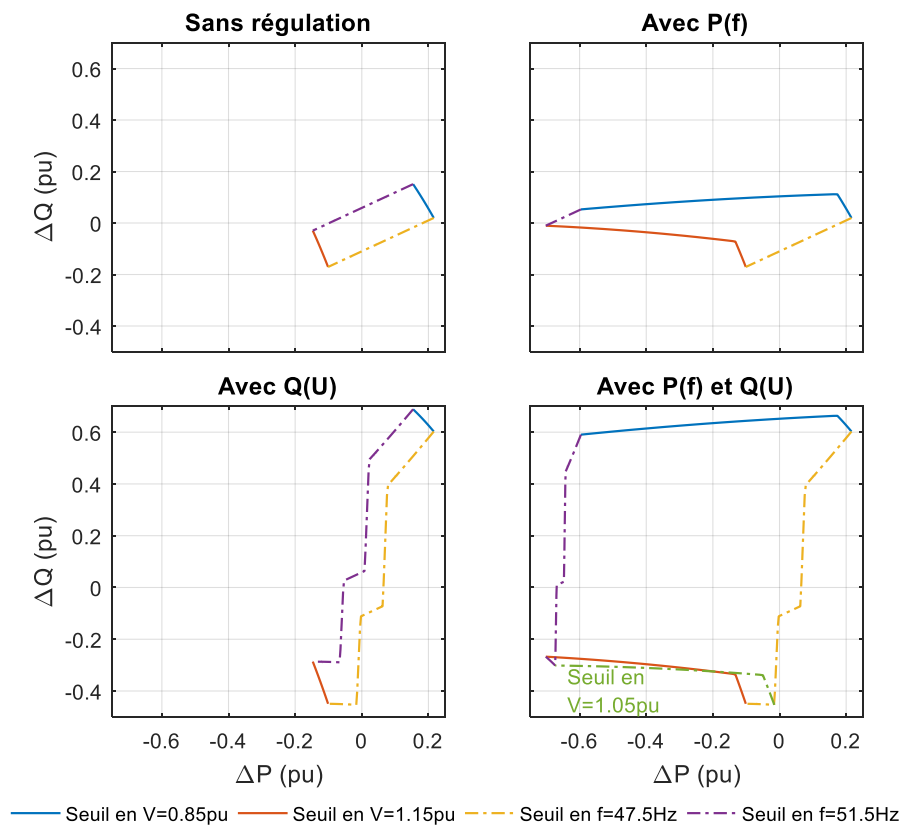 Sans régulation
Avec P(f)
0.6
0.4
0.2
0
-0.2
-0.4
ΔQ (pu)
Avec Q(U)
Avec P(f) et Q(U)
0.6
0.4
0.2
0
-0.2
-0.4
ΔQ (pu)
Seuil en
V=1.05pu
-0.6 -0.4 -0.2 0 0.2
-0.6 -0.4 -0.2 0 0.2
ΔP (pu)
ΔP (pu)
Seuil en V=0.85pu Seuil en V=1.15pu Seuil en f=47.5Hz Seuil en f=51.5Hz